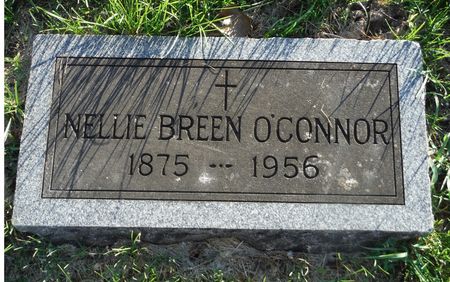 NELLIE BREEN O'CONNOR
1875 ··· 1956